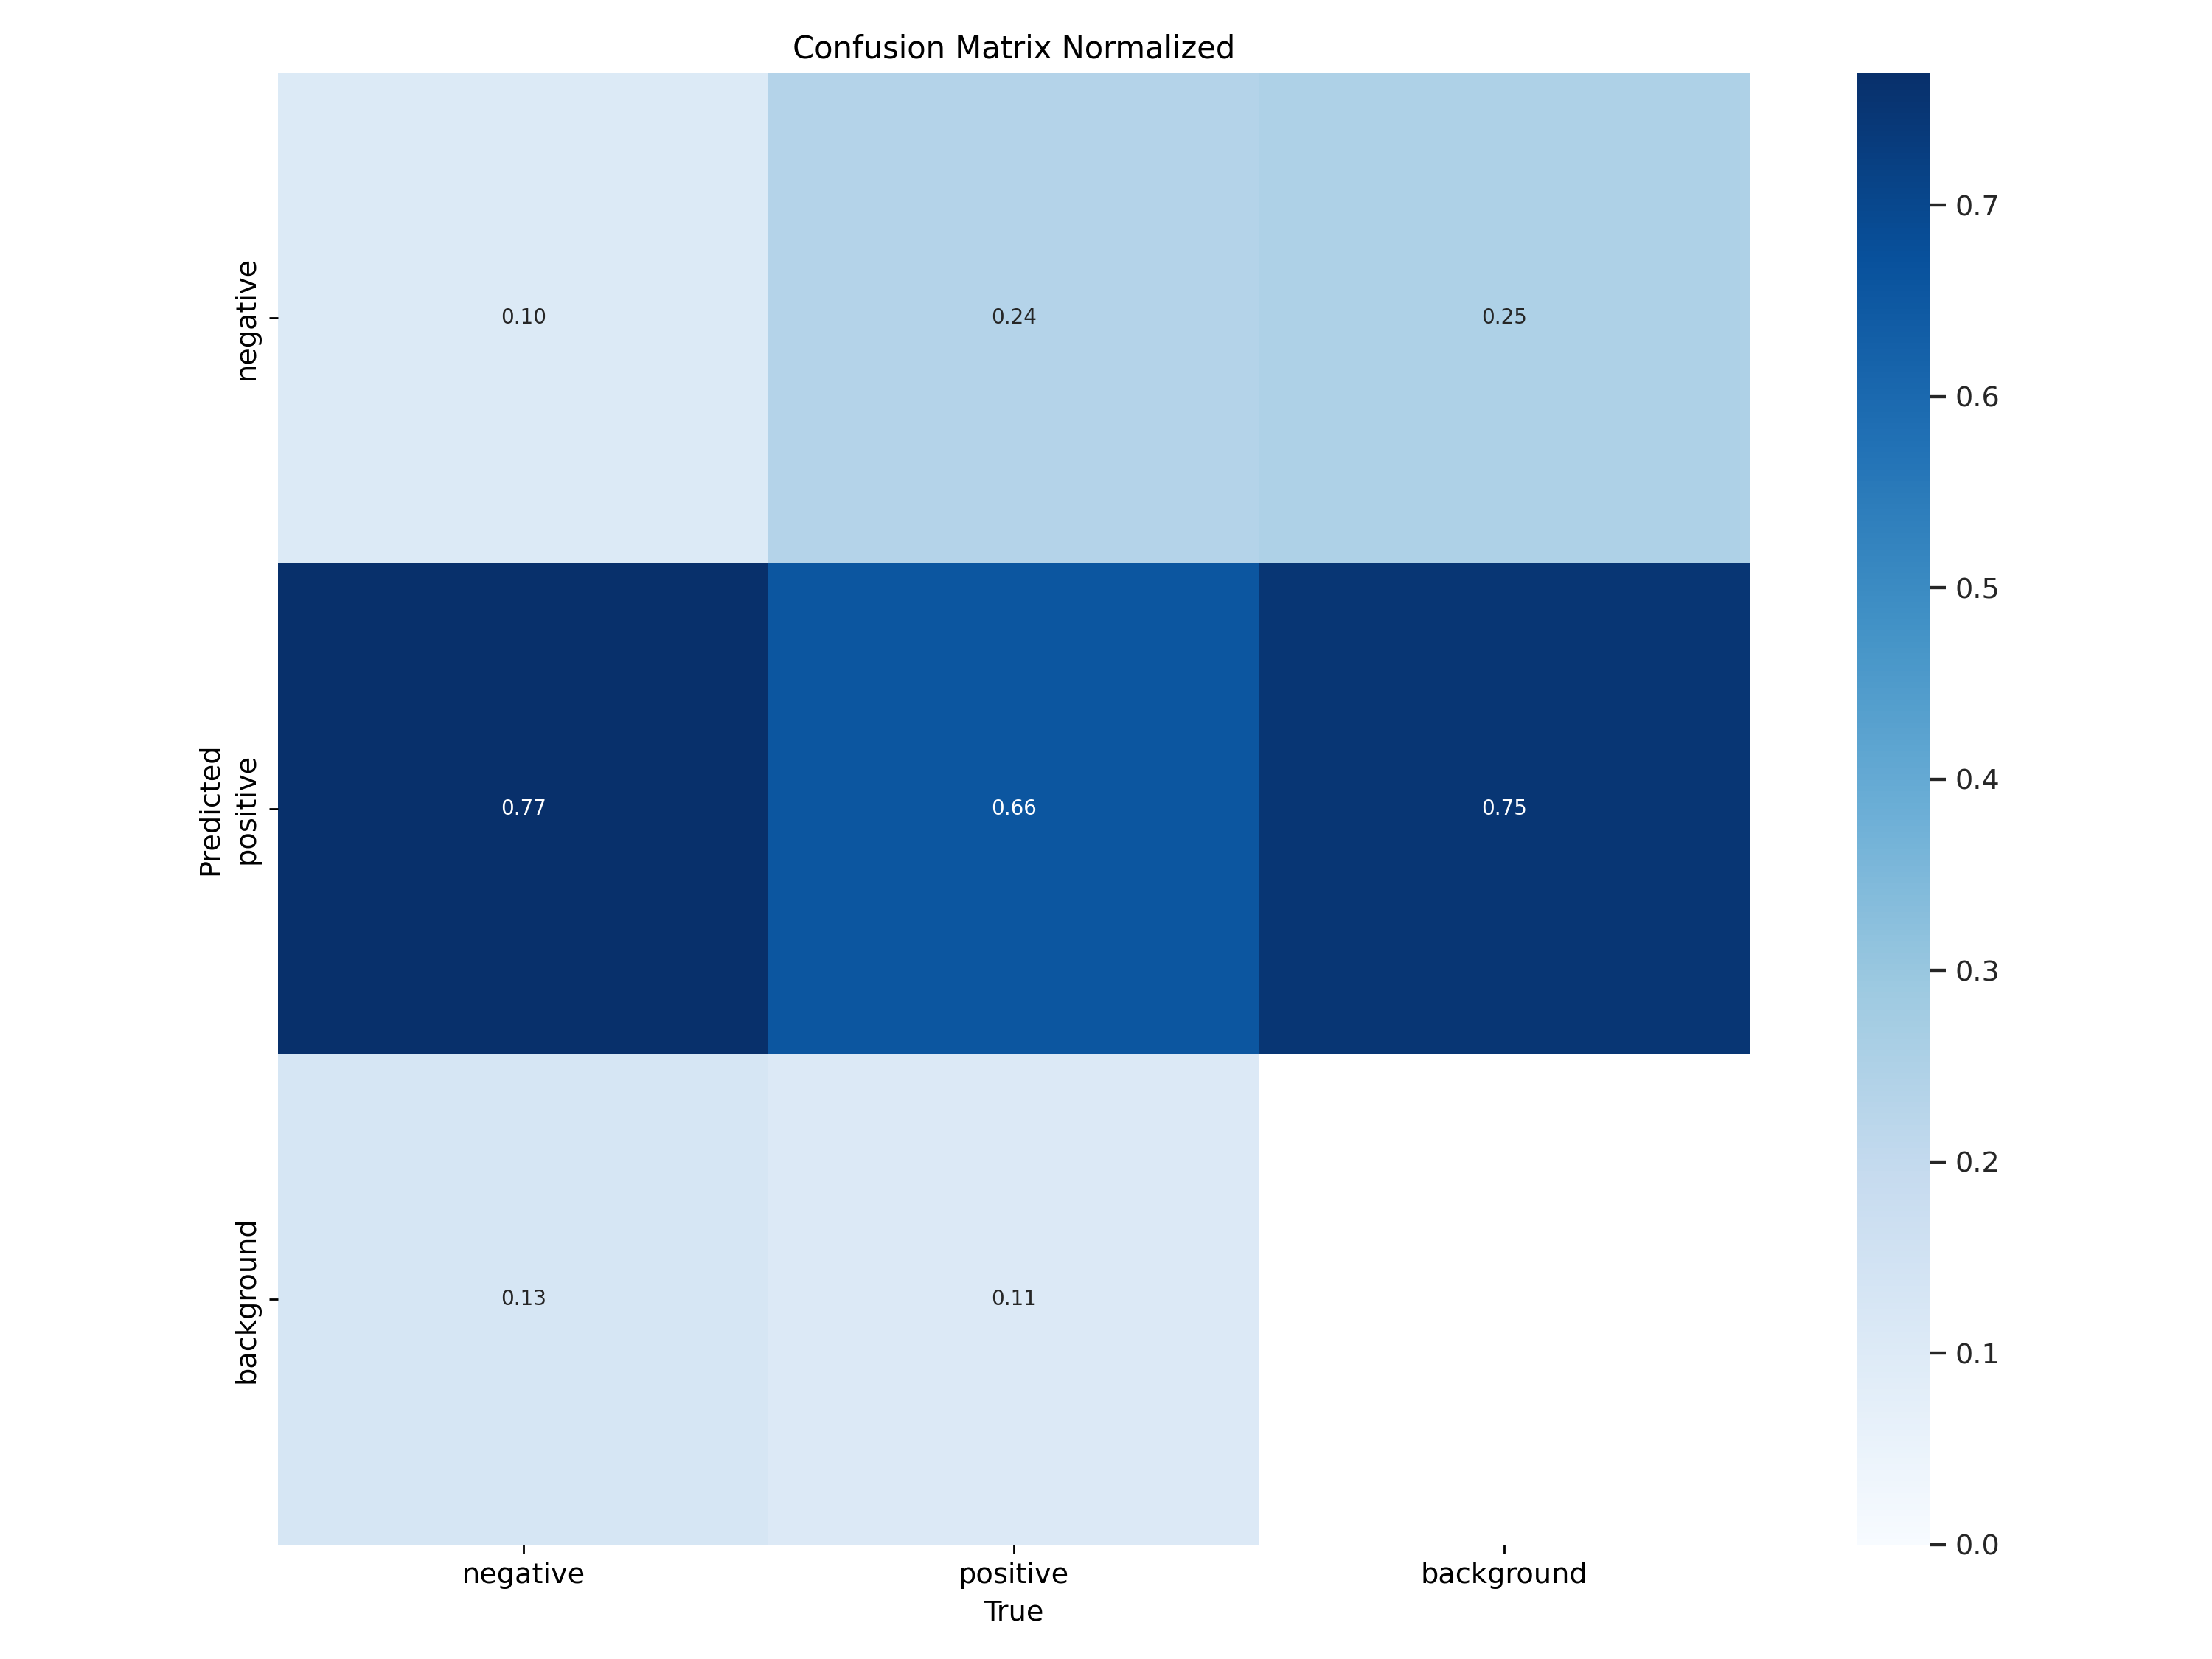 Confusion Matrix Normalized
negative
0.10
0.24
0.25
Predicted
positive
0.77
0.66
0.75
background
0.13
0.11
negative
positive
background
True
0.7
0.6
0.5
0.4
0.3
0.2
0.1
0.0